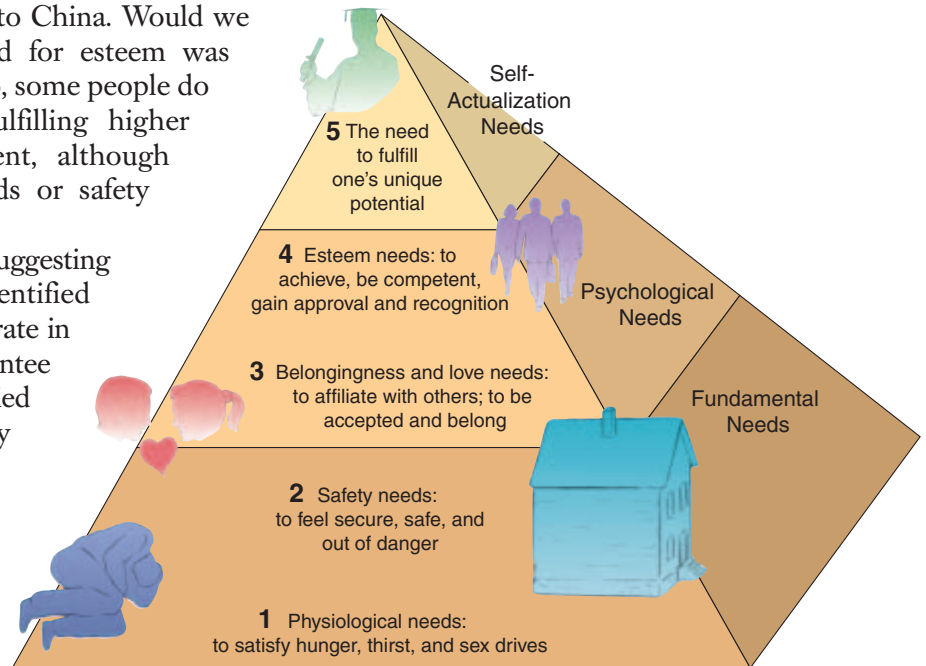 to China. Would we
d for esteem was
, some people do
ulfilling higher
ent, although
ds or safety
uggesting
entified
rate in
ntee
ed
y
Self-
Actualization
Needs
5 The need
to fulfill
one's unique
potential
4 Esteem needs: to
achieve, be competent,
gain approval and recognition
Psychological
Needs
3 Belongingness and love needs:
to affiliate with others; to be
accepted and belong
Fundamental
Needs
2 Safety needs:
to feel secure, safe, and
out of danger
1 Physiological needs:
to satisfy hunger, thirst, and sex drives